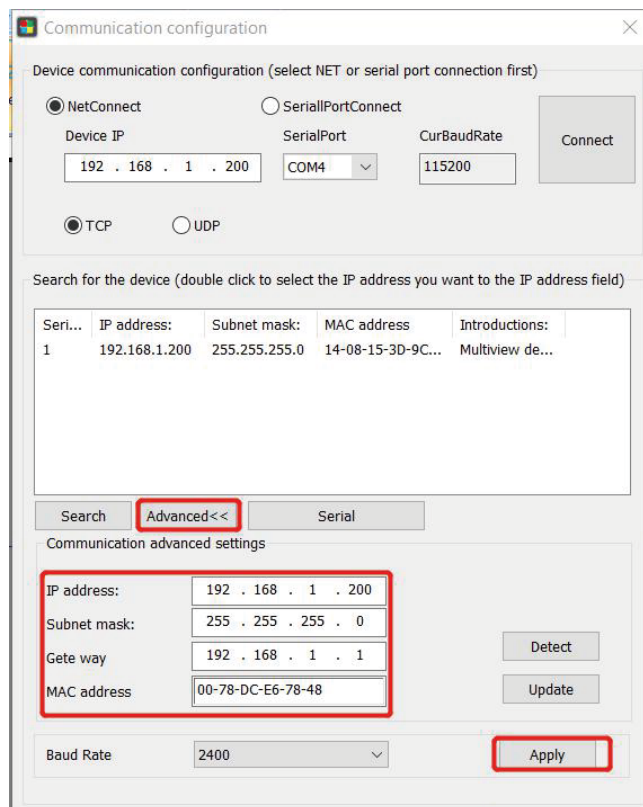 Communication configuration
Device communication configuration (select NET or serial port connection first)
NetConnect SeriallPortConnect
Device IP SerialPort CurBaudRate Connect
192 . 168 . 1 . 200 COM4 115200
TCP UDP
Search for the device (double click to select the IP address you want to the IP address field)
Seri... IP address: Subnet mask: MAC address Introductions:
1 192.168.1.200 255.255.255.0 14-08-15-3D-9C... Multiview de...
Search Advanced<< Serial
Communication advanced settings
IP address: 192 . 168 . 1 . 200
Subnet mask: 255 . 255 . 255 . 0
Gete way 192 . 168 . 1 . 1
Detect
MAC address 00-78-DC-E6-78-48 Update
Baud Rate 2400 Apply